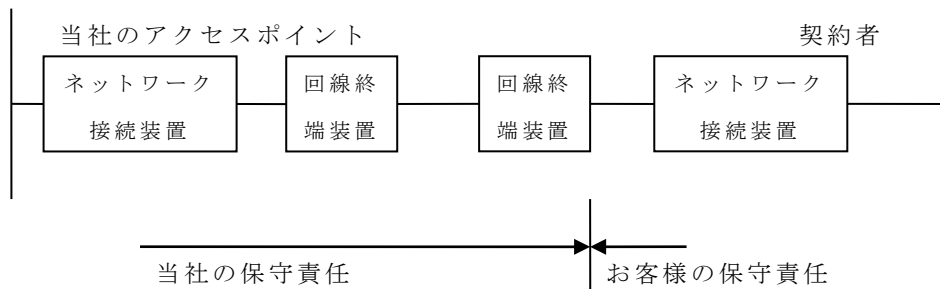 当社のアクセスポイント
契約者
ネットワーク
接続装置
回線終
端装置
回線終
端装置
ネットワーク
接続装置
当社の保守責任
お客様の保守責任